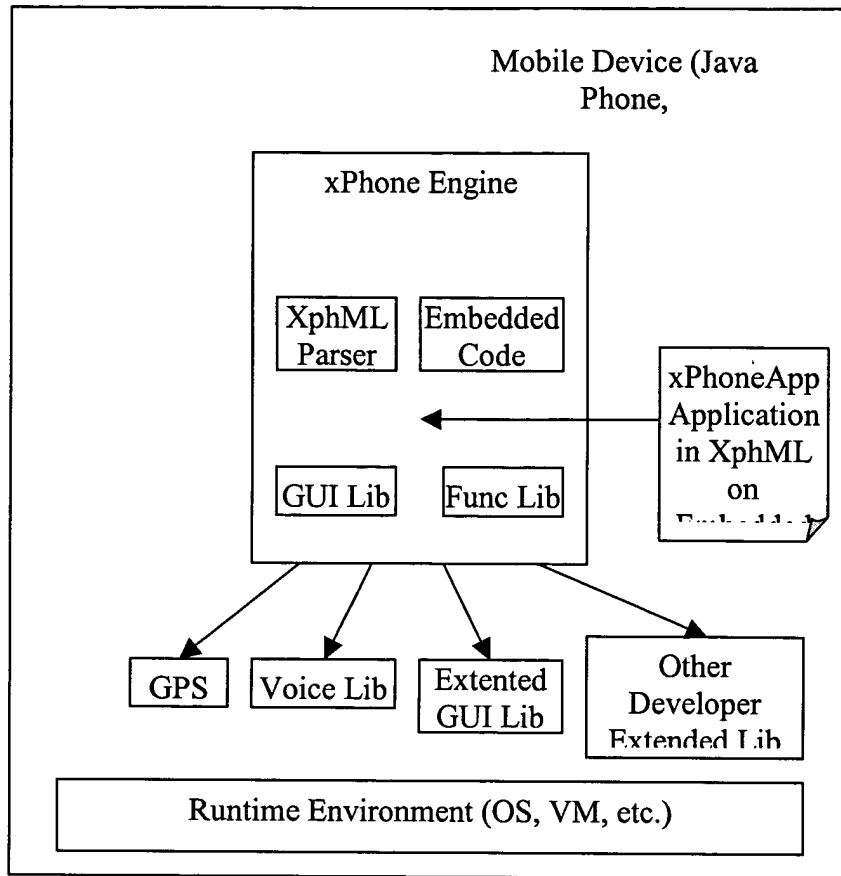 Mobile Device (Java
Phone,
xPhone Engine
XphML
Parser
Embedded
Code
xPhoneApp
Application
in XphML
on
Embedded
GUI Lib
Func Lib
GPS
Voice Lib
Extented
GUI Lib
Other
Developer
Extended Lib
Runtime Environment (OS, VM, etc.)